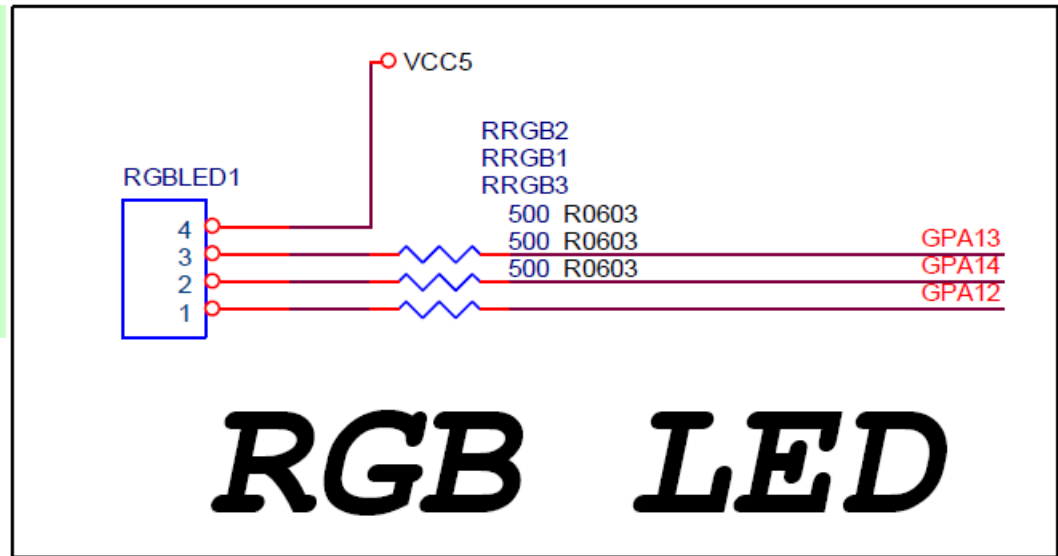 VCC5
RRGB2
RRGB1
RRGB3
RGBLED1
500 R0603
4
500 R0603
GPA13
3
500 R0603
GPA14
2
GPA12
1
RGB LED